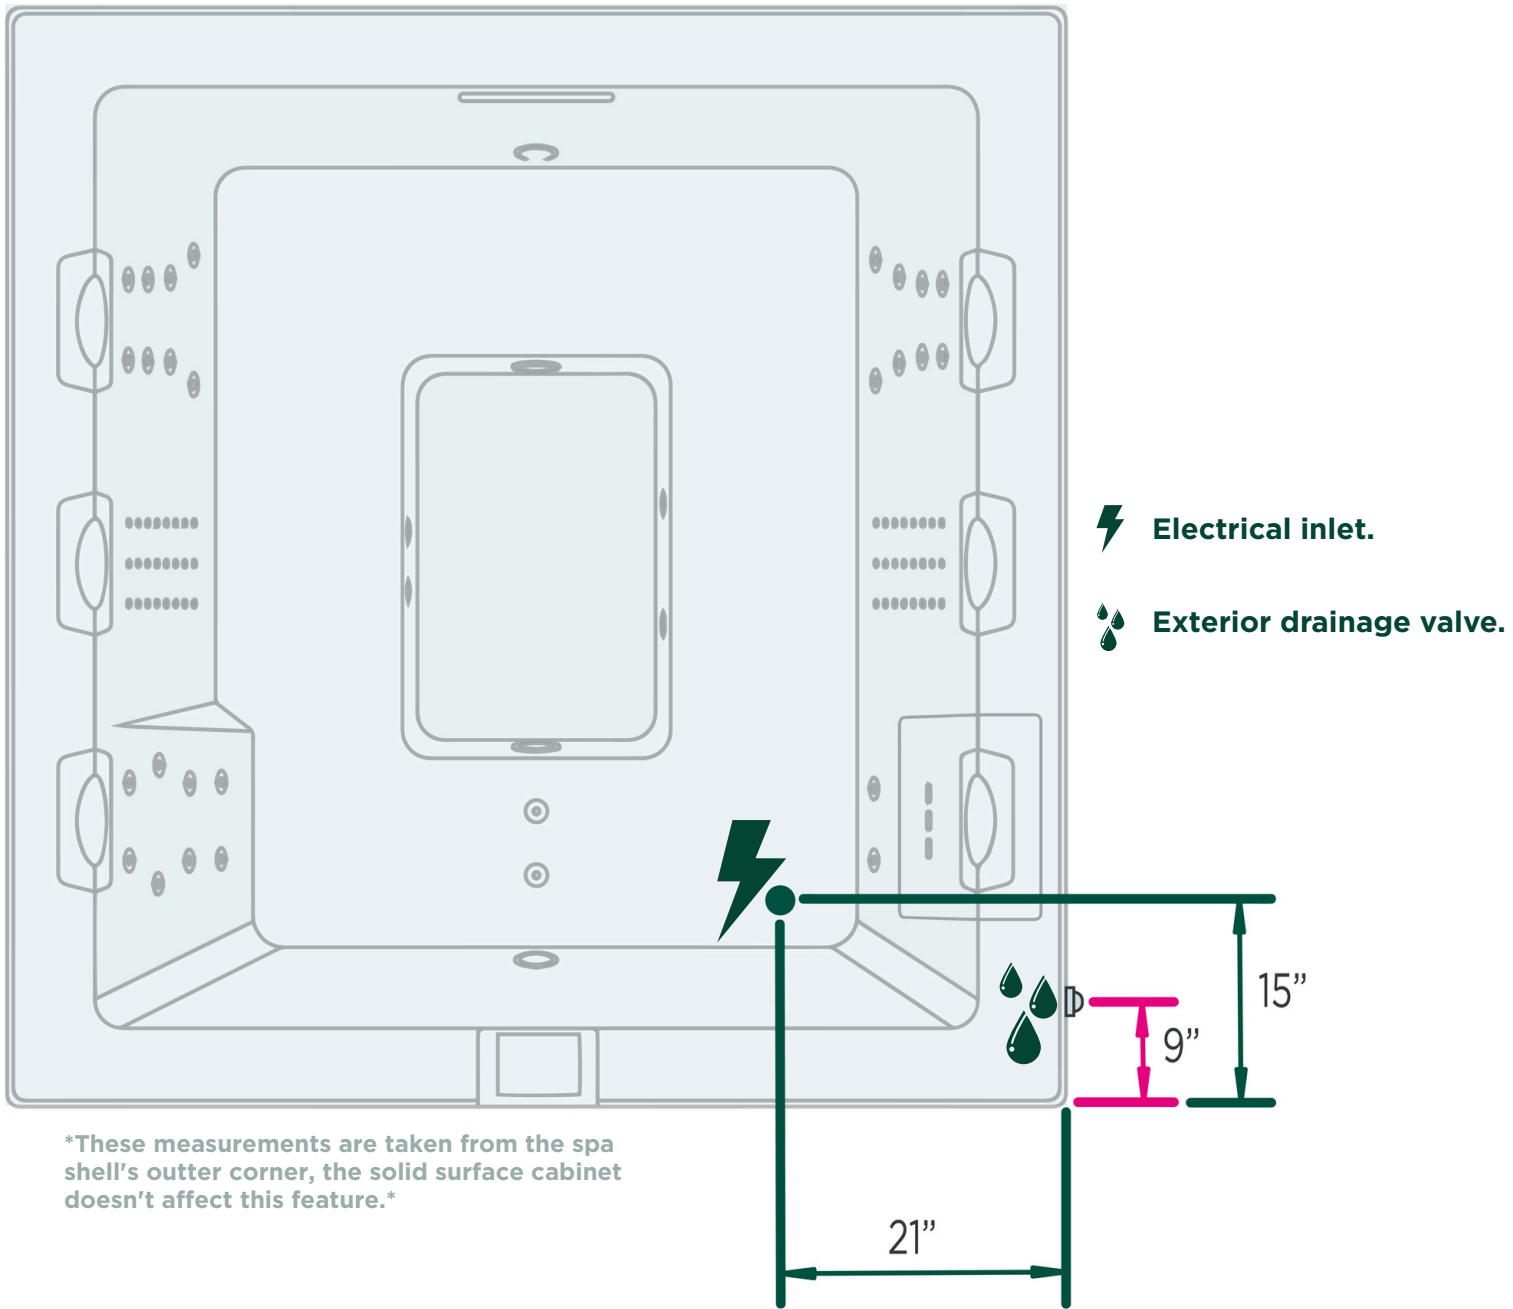 Electrical inlet.
Exterior drainage valve.
15”
9”
*These measurements are taken from the spa
shell's outter corner, the solid surface cabinet
doesn't affect this feature.*
21”